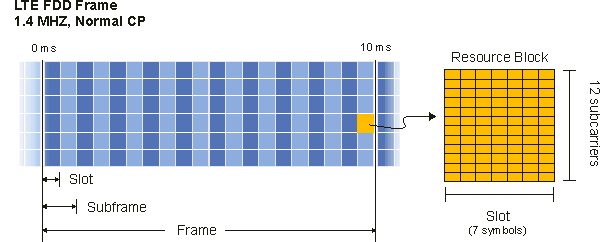 LTE FDD Frame
1.4 MHZ, Normal CP
0 ms
10 ms
Resource Block
12 subcarriers
Slot
Subframe
Frame
Slot
(7 symbols)